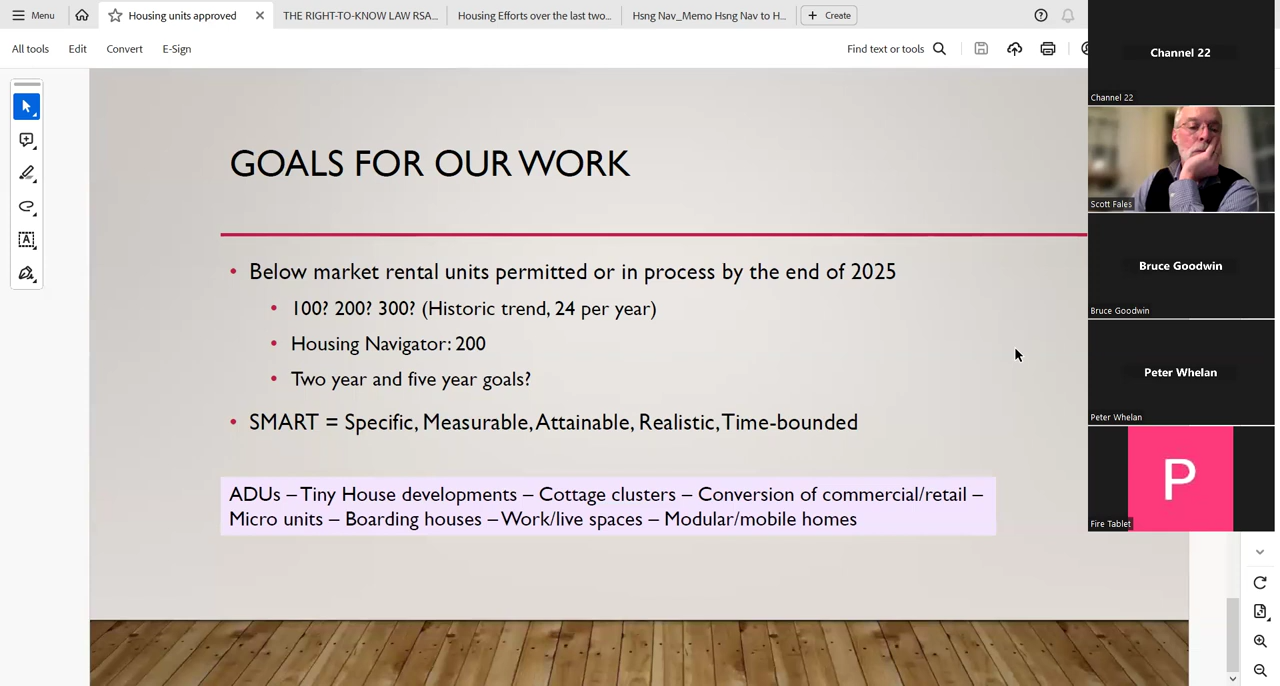 Menu
Housing units approved
THE RIGHT-TO-KNOW LAW RSA...
Housing Efforts over the last two...
Hsng Nav_Memo Hsng Nav to H...
+ Create
All tools
Edit
Convert
E-Sign
Find text or tools
GOALS FOR OUR WORK
• Below market rental units permitted or in process by the end of 2025
• 100? 200? 300? (Historic trend, 24 per year)
• Housing Navigator: 200
• Two year and five year goals?
• SMART = Specific, Measurable, Attainable, Realistic, Time-bounded
ADUs – Tiny House developments – Cottage clusters – Conversion of commercial/retail –
Micro units – Boarding houses – Work/live spaces – Modular/mobile homes
Channel 22
Channel 22
Scott Fales
Bruce Goodwin
Bruce Goodwin
Peter Whelan
Peter Whelan
P
Fire Tablet